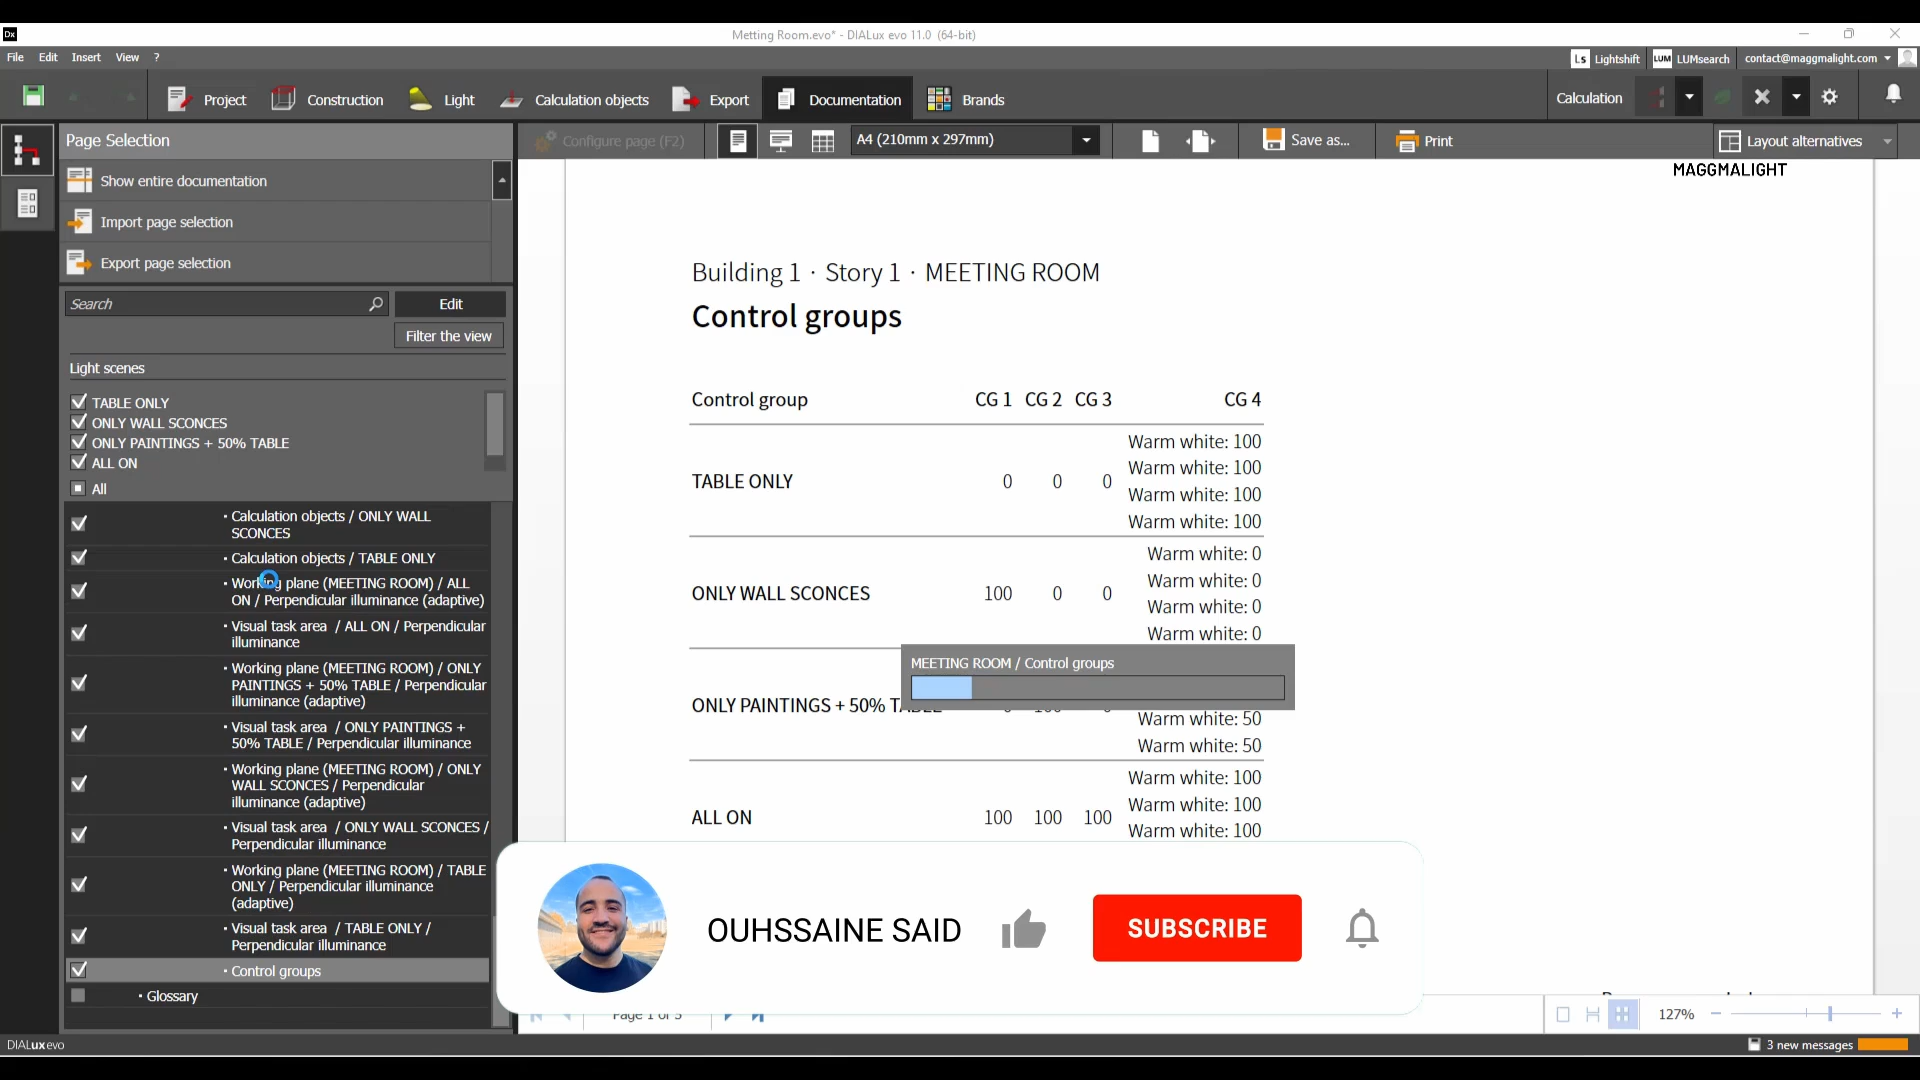 Dx
Metting Room.evo* - DIALux evo 11.0 (64-bit)
File Edit Insert View ?
Ls Lightshift LUM LUMsearch contact@maggmalight.com
Project Construction Light Calculation objects Export Documentation Brands Calculation
Page Selection
Configure page (F2) A4 (210mm x 297mm) Save as... Print Layout alternatives
MAGGMALIGHT
Show entire documentation
Import page selection
Export page selection
Search Edit
Filter the view
Light scenes
TABLE ONLY
ONLY WALL SCONCES
ONLY PAINTINGS + 50% TABLE
ALL ON
All
• Calculation objects / ONLY WALL
SCONCES
• Calculation objects / TABLE ONLY
• Working plane (MEETING ROOM) / ALL
ON / Perpendicular illuminance (adaptive)
• Visual task area / ALL ON / Perpendicular
illuminance
• Working plane (MEETING ROOM) / ONLY
PAINTINGS + 50% TABLE / Perpendicular
illuminance (adaptive)
• Visual task area / ONLY PAINTINGS +
50% TABLE / Perpendicular illuminance
• Working plane (MEETING ROOM) / ONLY
WALL SCONCES / Perpendicular
illuminance (adaptive)
• Visual task area / ONLY WALL SCONCES /
Perpendicular illuminance
• Working plane (MEETING ROOM) / TABLE
ONLY / Perpendicular illuminance
(adaptive)
• Visual task area / TABLE ONLY /
Perpendicular illuminance
• Control groups
• Glossary
Building 1 · Story 1 · MEETING ROOM
Control groups
Control group CG 1 CG 2 CG 3 CG 4
Warm white: 100
Warm white: 100
TABLE ONLY 0 0 0
Warm white: 100
Warm white: 100
Warm white: 0
Warm white: 0
ONLY WALL SCONCES 100 0 0
Warm white: 0
Warm white: 0
MEETING ROOM / Control groups
ONLY PAINTINGS + 50%
Warm white: 50
Warm white: 50
Warm white: 100
Warm white: 100
ALL ON 100 100 100
Warm white: 100
OUHSSAINE SAID SUBSCRIBE
Page 1 of
127%
DIALux evo
3 new messages